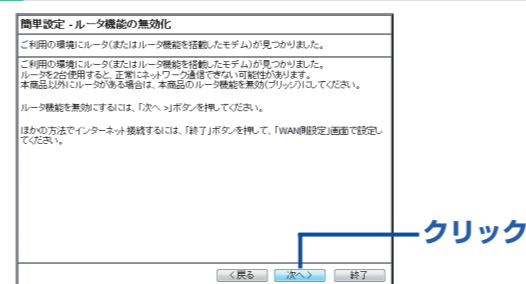 簡単設定 - ルータ機能の無効化
ご利用の環境にルータ(またはルータ機能を搭載したモデム)が見つかりました。
ご利用の環境にルータ(またはルータ機能を搭載したモデム)が見つかりました。
ルータを2台使用すると、正常にネットワーク通信できない可能性があります。
本商品以外にルータがある場合は、本商品のルータ機能を無効(ブリッジ)にしてください。
ルータ機能を無効にするには、「次へ >」ボタンを押してください。
ほかの方法でインターネット接続するには、「終了」ボタンを押して、「WAN側設定」画面で設定し
てください。
クリック
< 戻る 次へ > 終了